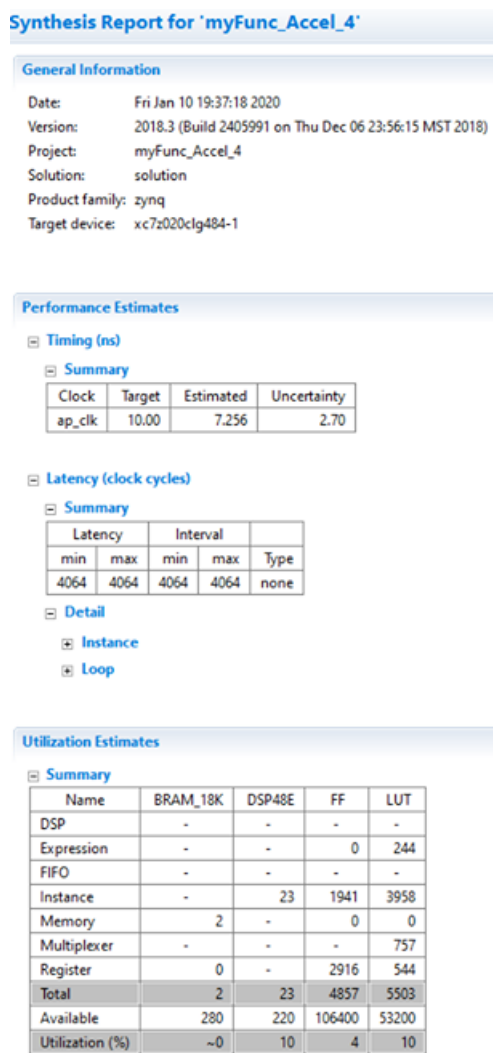 Synthesis Report for 'myFunc_Accel_4'
General Information
Date: Fri Jan 10 19:37:18 2020
Version: 2018.3 (Build 2405991 on Thu Dec 06 23:56:15 MST 2018)
Project: myFunc_Accel_4
Solution: solution
Product family: zynq
Target device: xc7z020clg484-1
Performance Estimates
Timing (ns)
Summary
Clock Target Estimated Uncertainty
ap_clk 10.00 7.256 2.70
Latency (clock cycles)
Summary
Latency Interval
min max min max Type
4064 4064 4064 4064 none
Detail
Instance
Loop
Utilization Estimates
Summary
Name BRAM_18K DSP48E FF LUT
DSP - - - -
Expression - - 0 244
FIFO - - - -
Instance - 23 1941 3958
Memory 2 - 0 0
Multiplexer - - - 757
Register 0 - 2916 544
Total 2 23 4857 5503
Available 280 220 106400 53200
Utilization (%) ~0 10 4 10